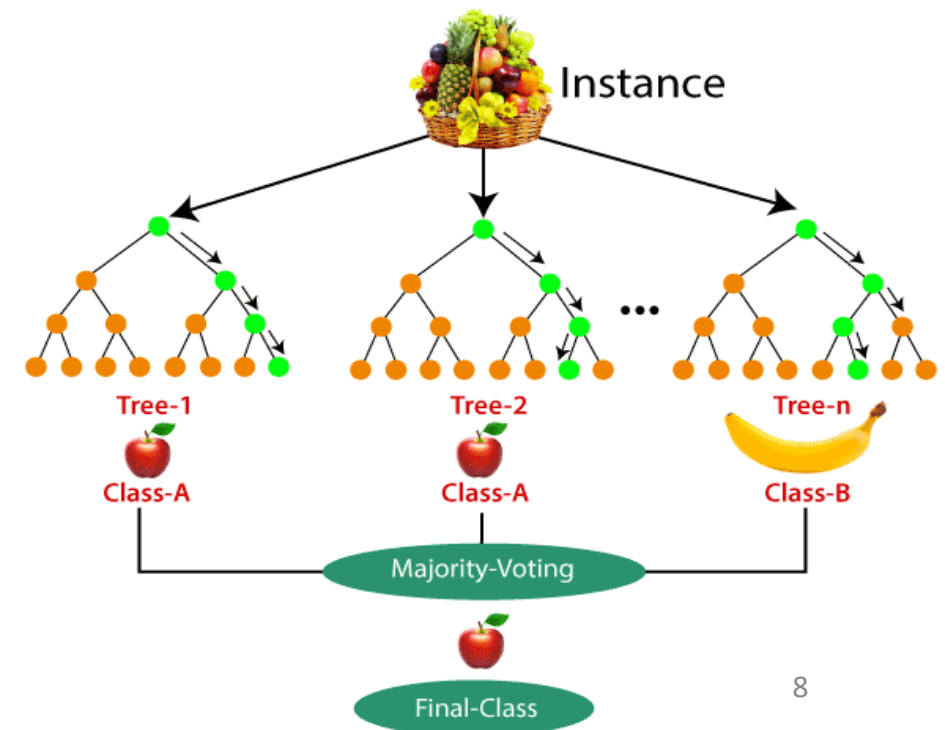 Instance
...
Tree-1
Tree-2
Tree-n
Class-A
Class-A
Class-B
Majority-Voting
8
Final-Class